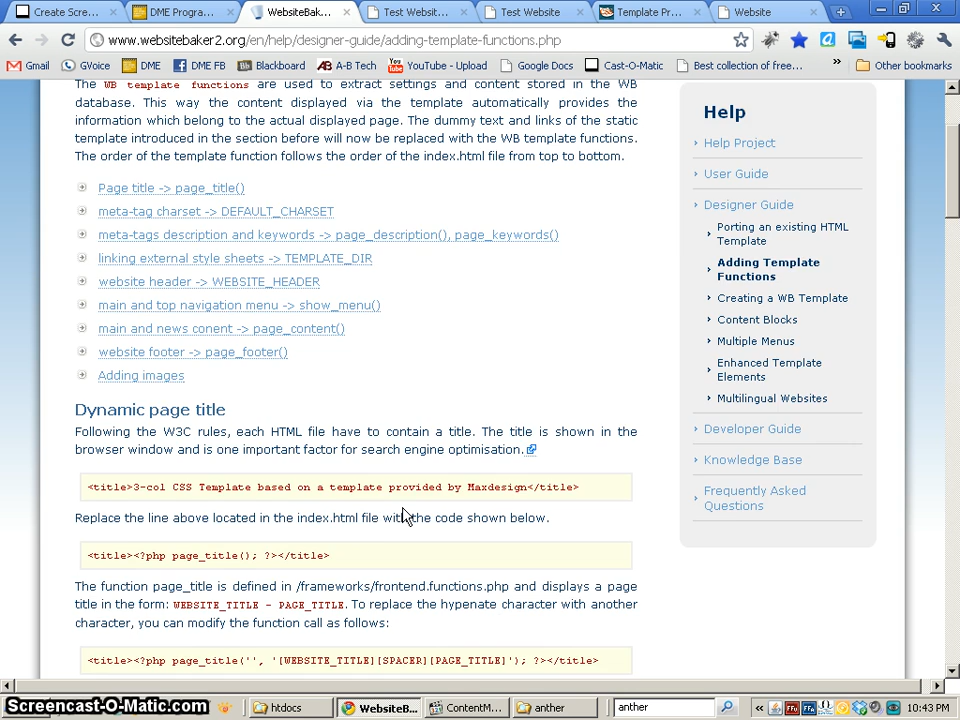 Create Scree...
DME Progra...
WebsiteBak...
Test Websit...
Test Website
Template Pr...
Website
www.websitebaker2.org/en/help/designer-guide/adding-template-functions.php
Gmail
GVoice
DME
DME FB
Blackboard
A-B Tech
YouTube - Upload
Google Docs
Cast-O-Matic
Best collection of free...
»
Other bookmarks
The WB template functions are used to extract settings and content stored in the WB
database. This way the content displayed via the template automatically provides the
information which belong to the actual displayed page. The dummy text and links of the static
template introduced in the section before will now be replaced with the WB template functions.
The order of the template function follows the order of the index.html file from top to bottom.
Page title -> page_title()
meta-tag charset -> DEFAULT_CHARSET
meta-tags description and keywords -> page_description(), page_keywords()
linking external style sheets -> TEMPLATE_DIR
website header -> WEBSITE_HEADER
main and top navigation menu -> show_menu()
main and news conent -> page_content()
website footer -> page_footer()
Adding images
Dynamic page title
Following the W3C rules, each HTML file have to contain a title. The title is shown in the
browser window and is one important factor for search engine optimisation.
<title>3-col CSS Template based on a template provided by Maxdesign</title>
Replace the line above located in the index.html file with the code shown below.
<title><?php page_title(); ?></title>
The function page_title is defined in /frameworks/frontend.functions.php and displays a page
title in the form: WEBSITE_TITLE - PAGE_TITLE. To replace the hypenate character with another
character, you can modify the function call as follows:
<title><?php page_title('', '[WEBSITE_TITLE][SPACER][PAGE_TITLE]'); ?></title>
Help
Help Project
User Guide
Designer Guide
Porting an existing HTML
Template
Adding Template
Functions
Creating a WB Template
Content Blocks
Multiple Menus
Enhanced Template
Elements
Multilingual Websites
Developer Guide
Knowledge Base
Frequently Asked
Questions
Screencast-O-Matic.com
htdocs
WebsiteB...
ContentM...
anther
anther
«
10:43 PM